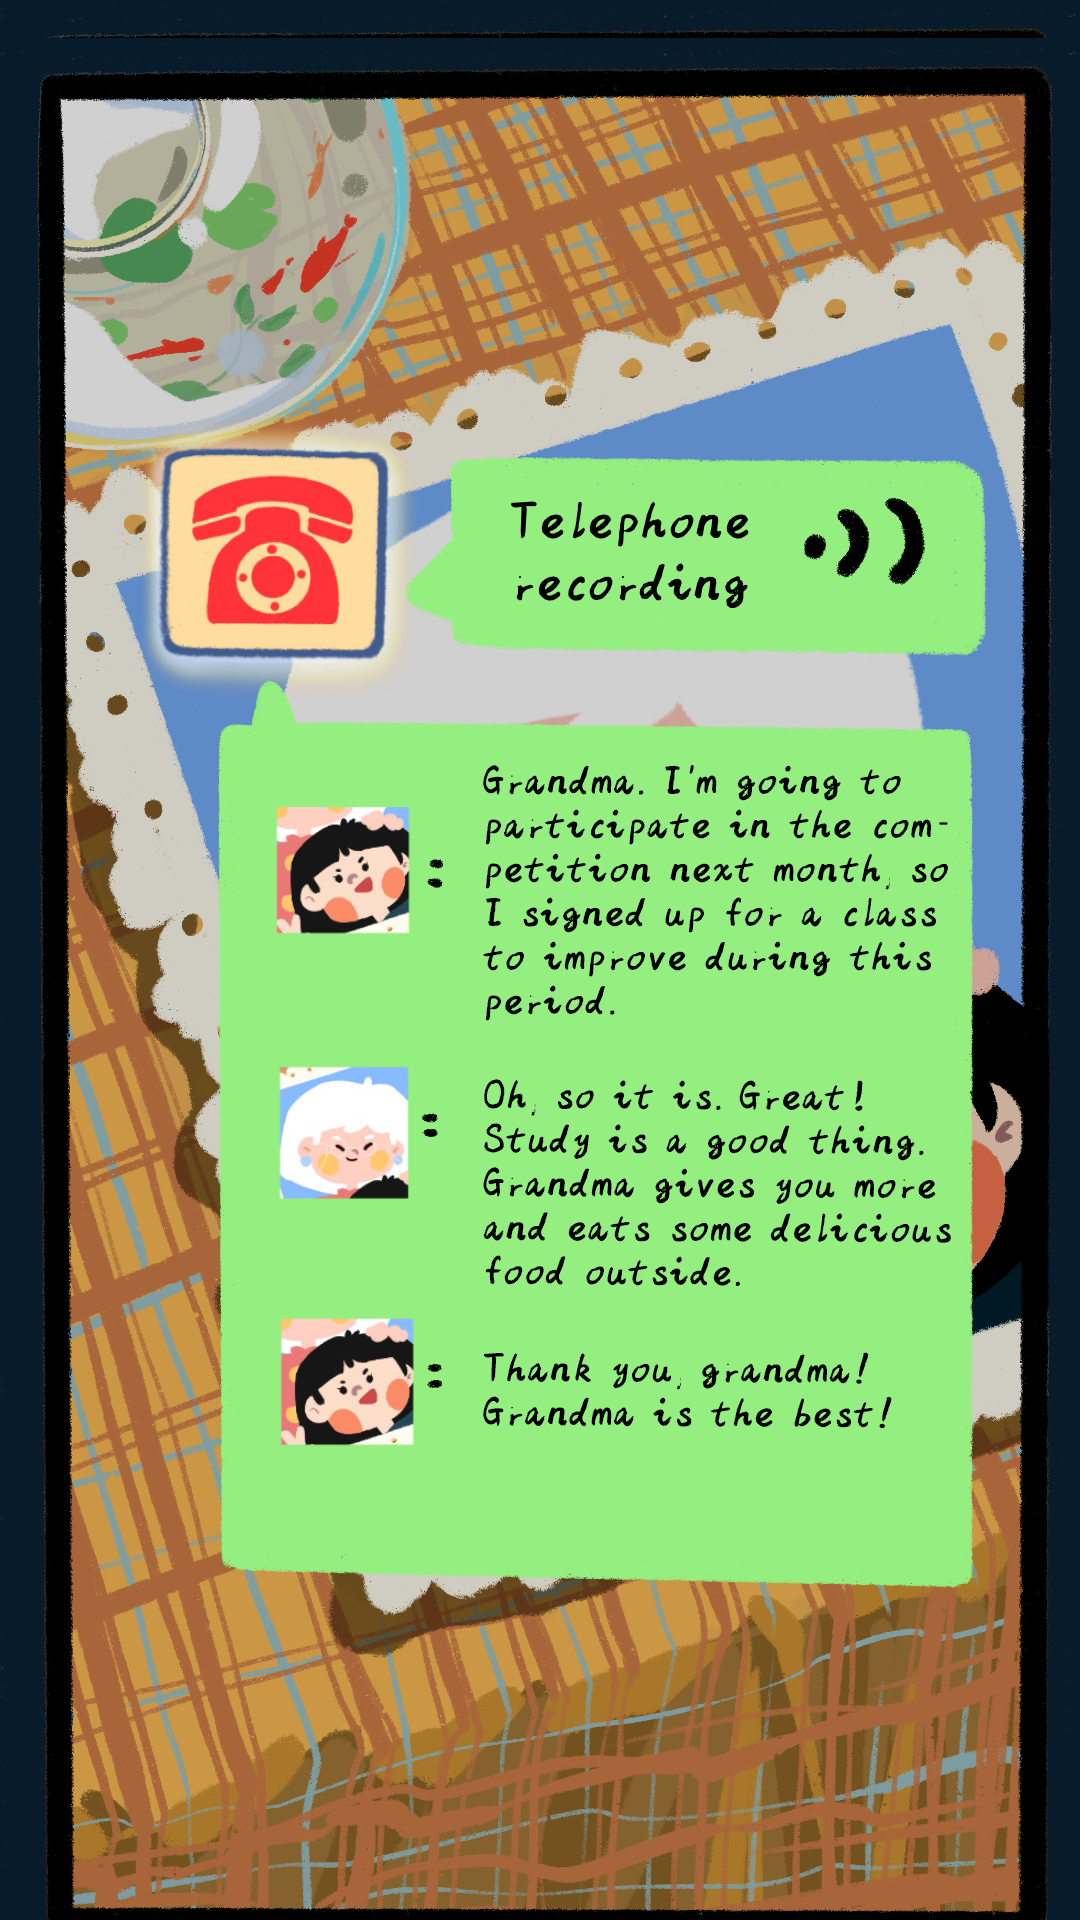 Telephone
recording
Grandma. I'm going to
participate in the com-
petition next month, so
I signed up for a class
to improve during this
period.
:
Oh, so it is. Great!
Study is a good thing.
Grandma gives you more
and eats some delicious
food outside.
:
Thank you, grandma!
Grandma is the best!
: